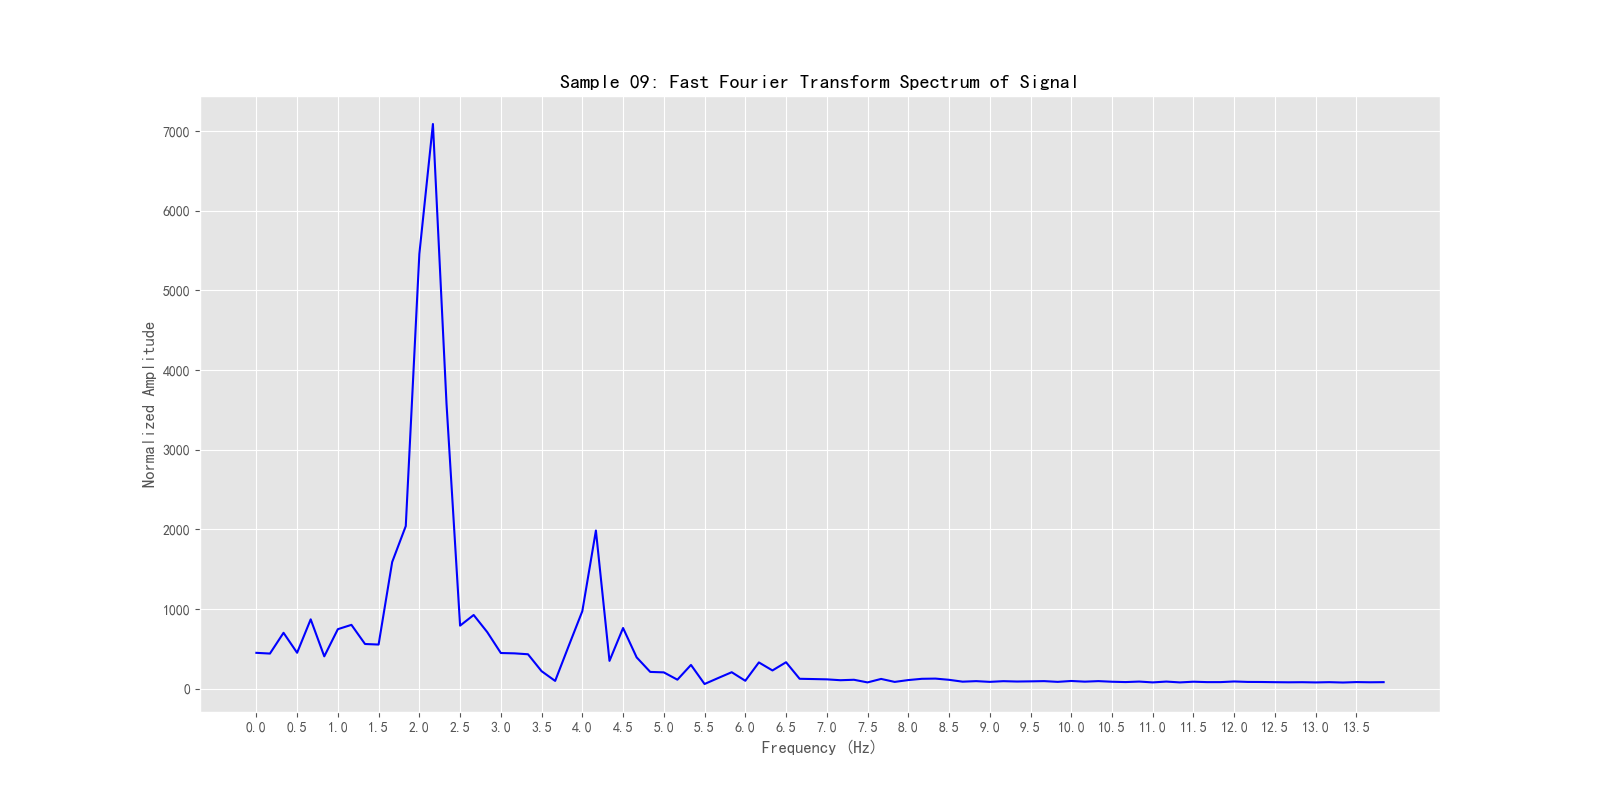 Sample 09: Fast Fourier Transform Spectrum of Signal
Normalized Amplitude
7000
6000
5000
4000
3000
2000
1000
0
0.0 0.5 1.0 1.5 2.0 2.5 3.0 3.5 4.0 4.5 5.0 5.5 6.0 6.5 7.0 7.5 8.0 8.5 9.0 9.5 10.0 10.5 11.0 11.5 12.0 12.5 13.0 13.5
Frequency (Hz)